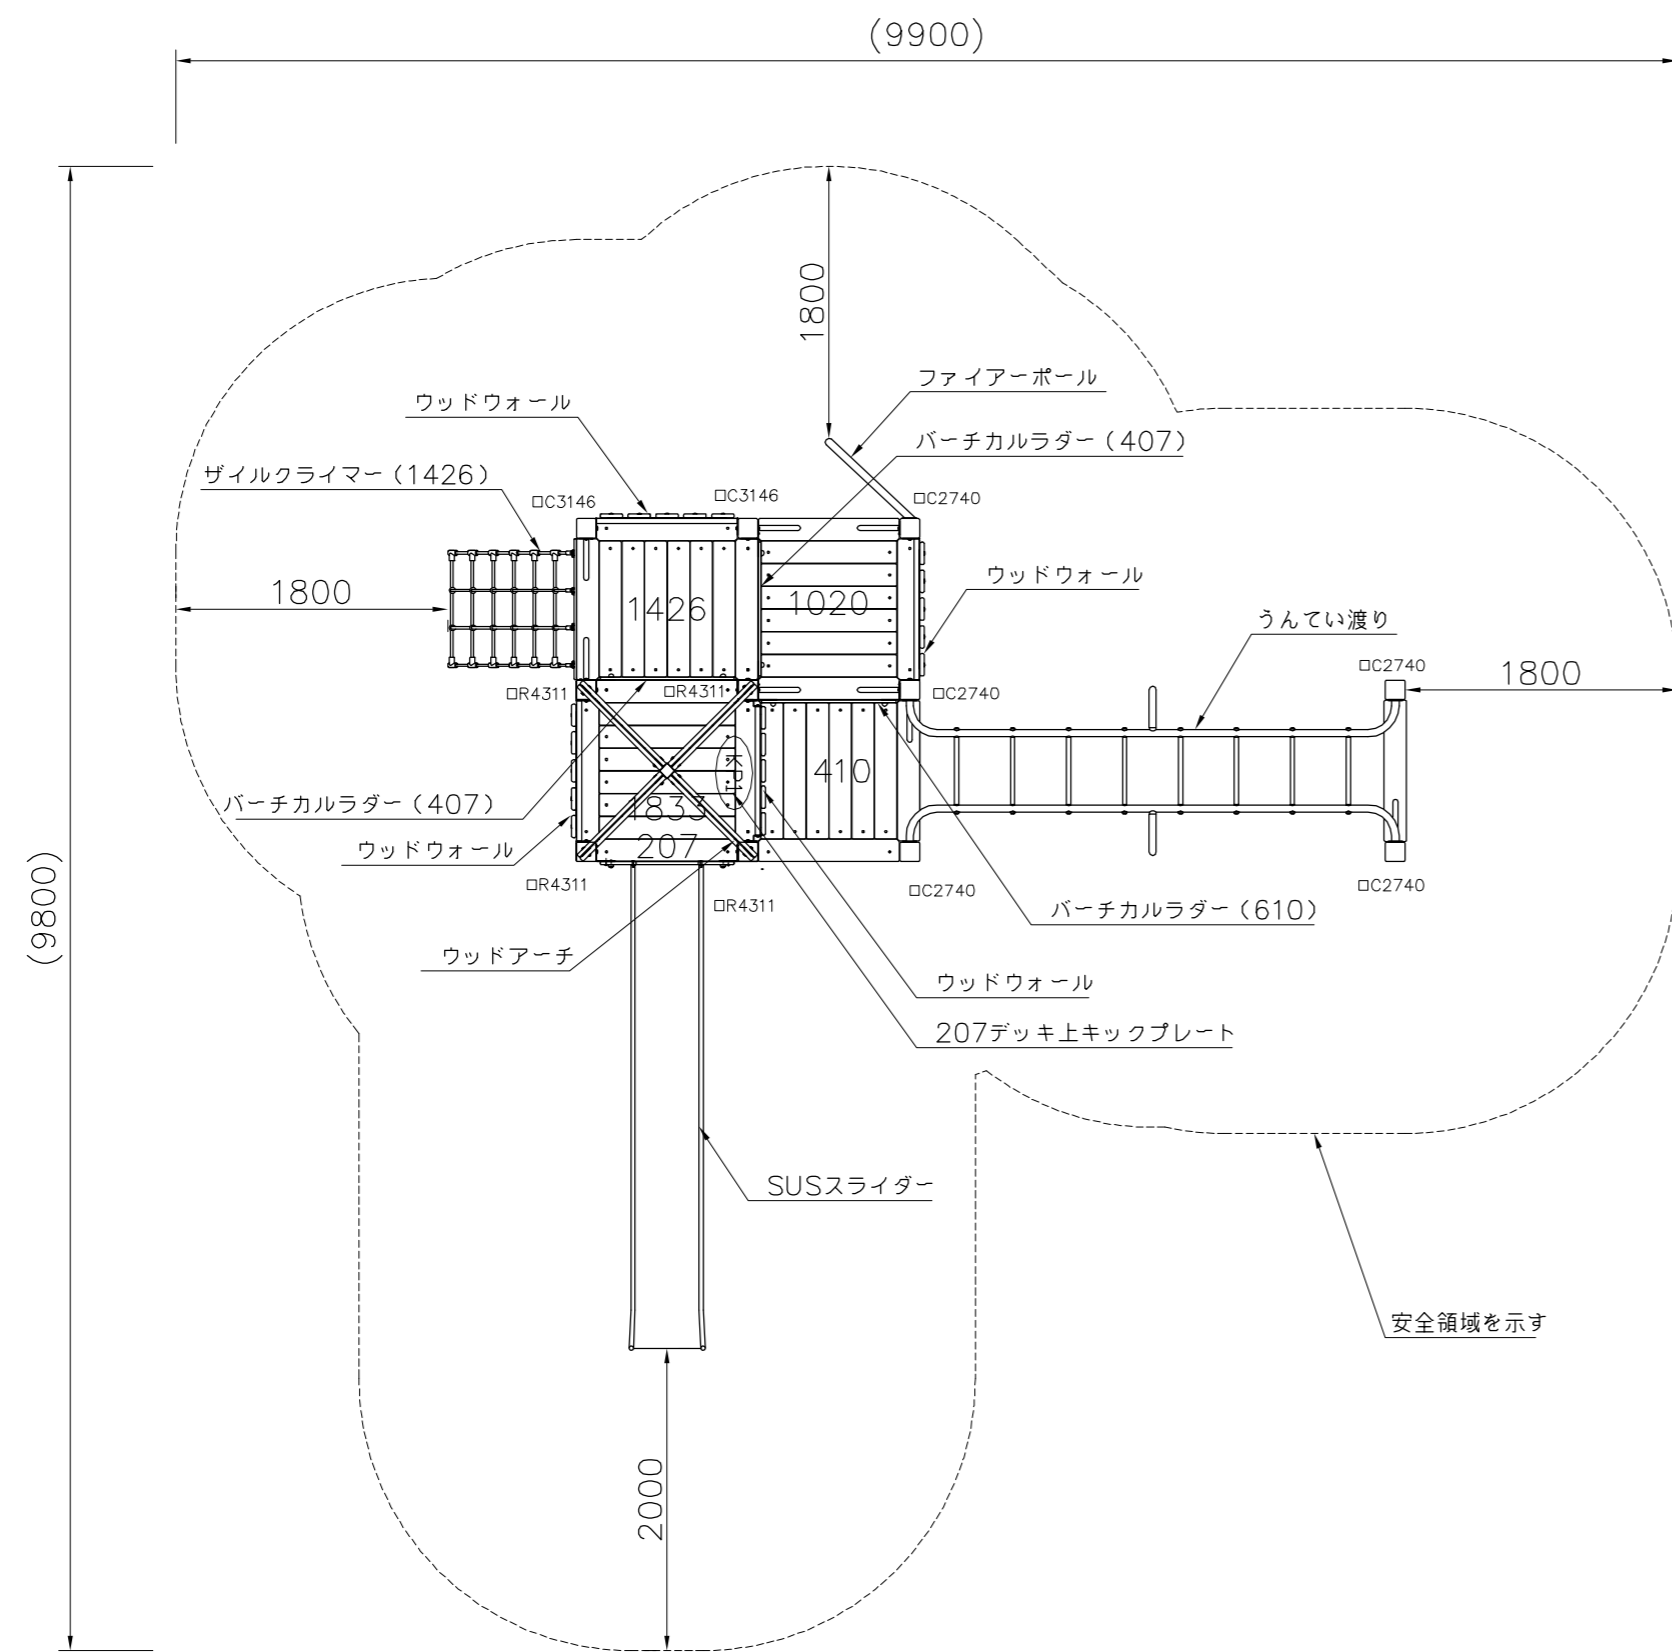 (9900)
1800
ファイアーポール
ウッドウォール
バーチカルラダー(407)
ザイルクライマー(1426)
□C3146
□C3146
□C2740
ウッドウォール
1800
1426
1020
うんてい渡り
□C2740
1800
□R4311
□R4311
□C2740
KP1
410
バーチカルラダー(407)
1833
207
ウッドウォール
(9800)
□R4311
□C2740
□C2740
□R4311
バーチカルラダー(610)
ウッドアーチ
ウッドウォール
207デッキ上キックプレート
SUSスライダー
安全領域を示す
2000